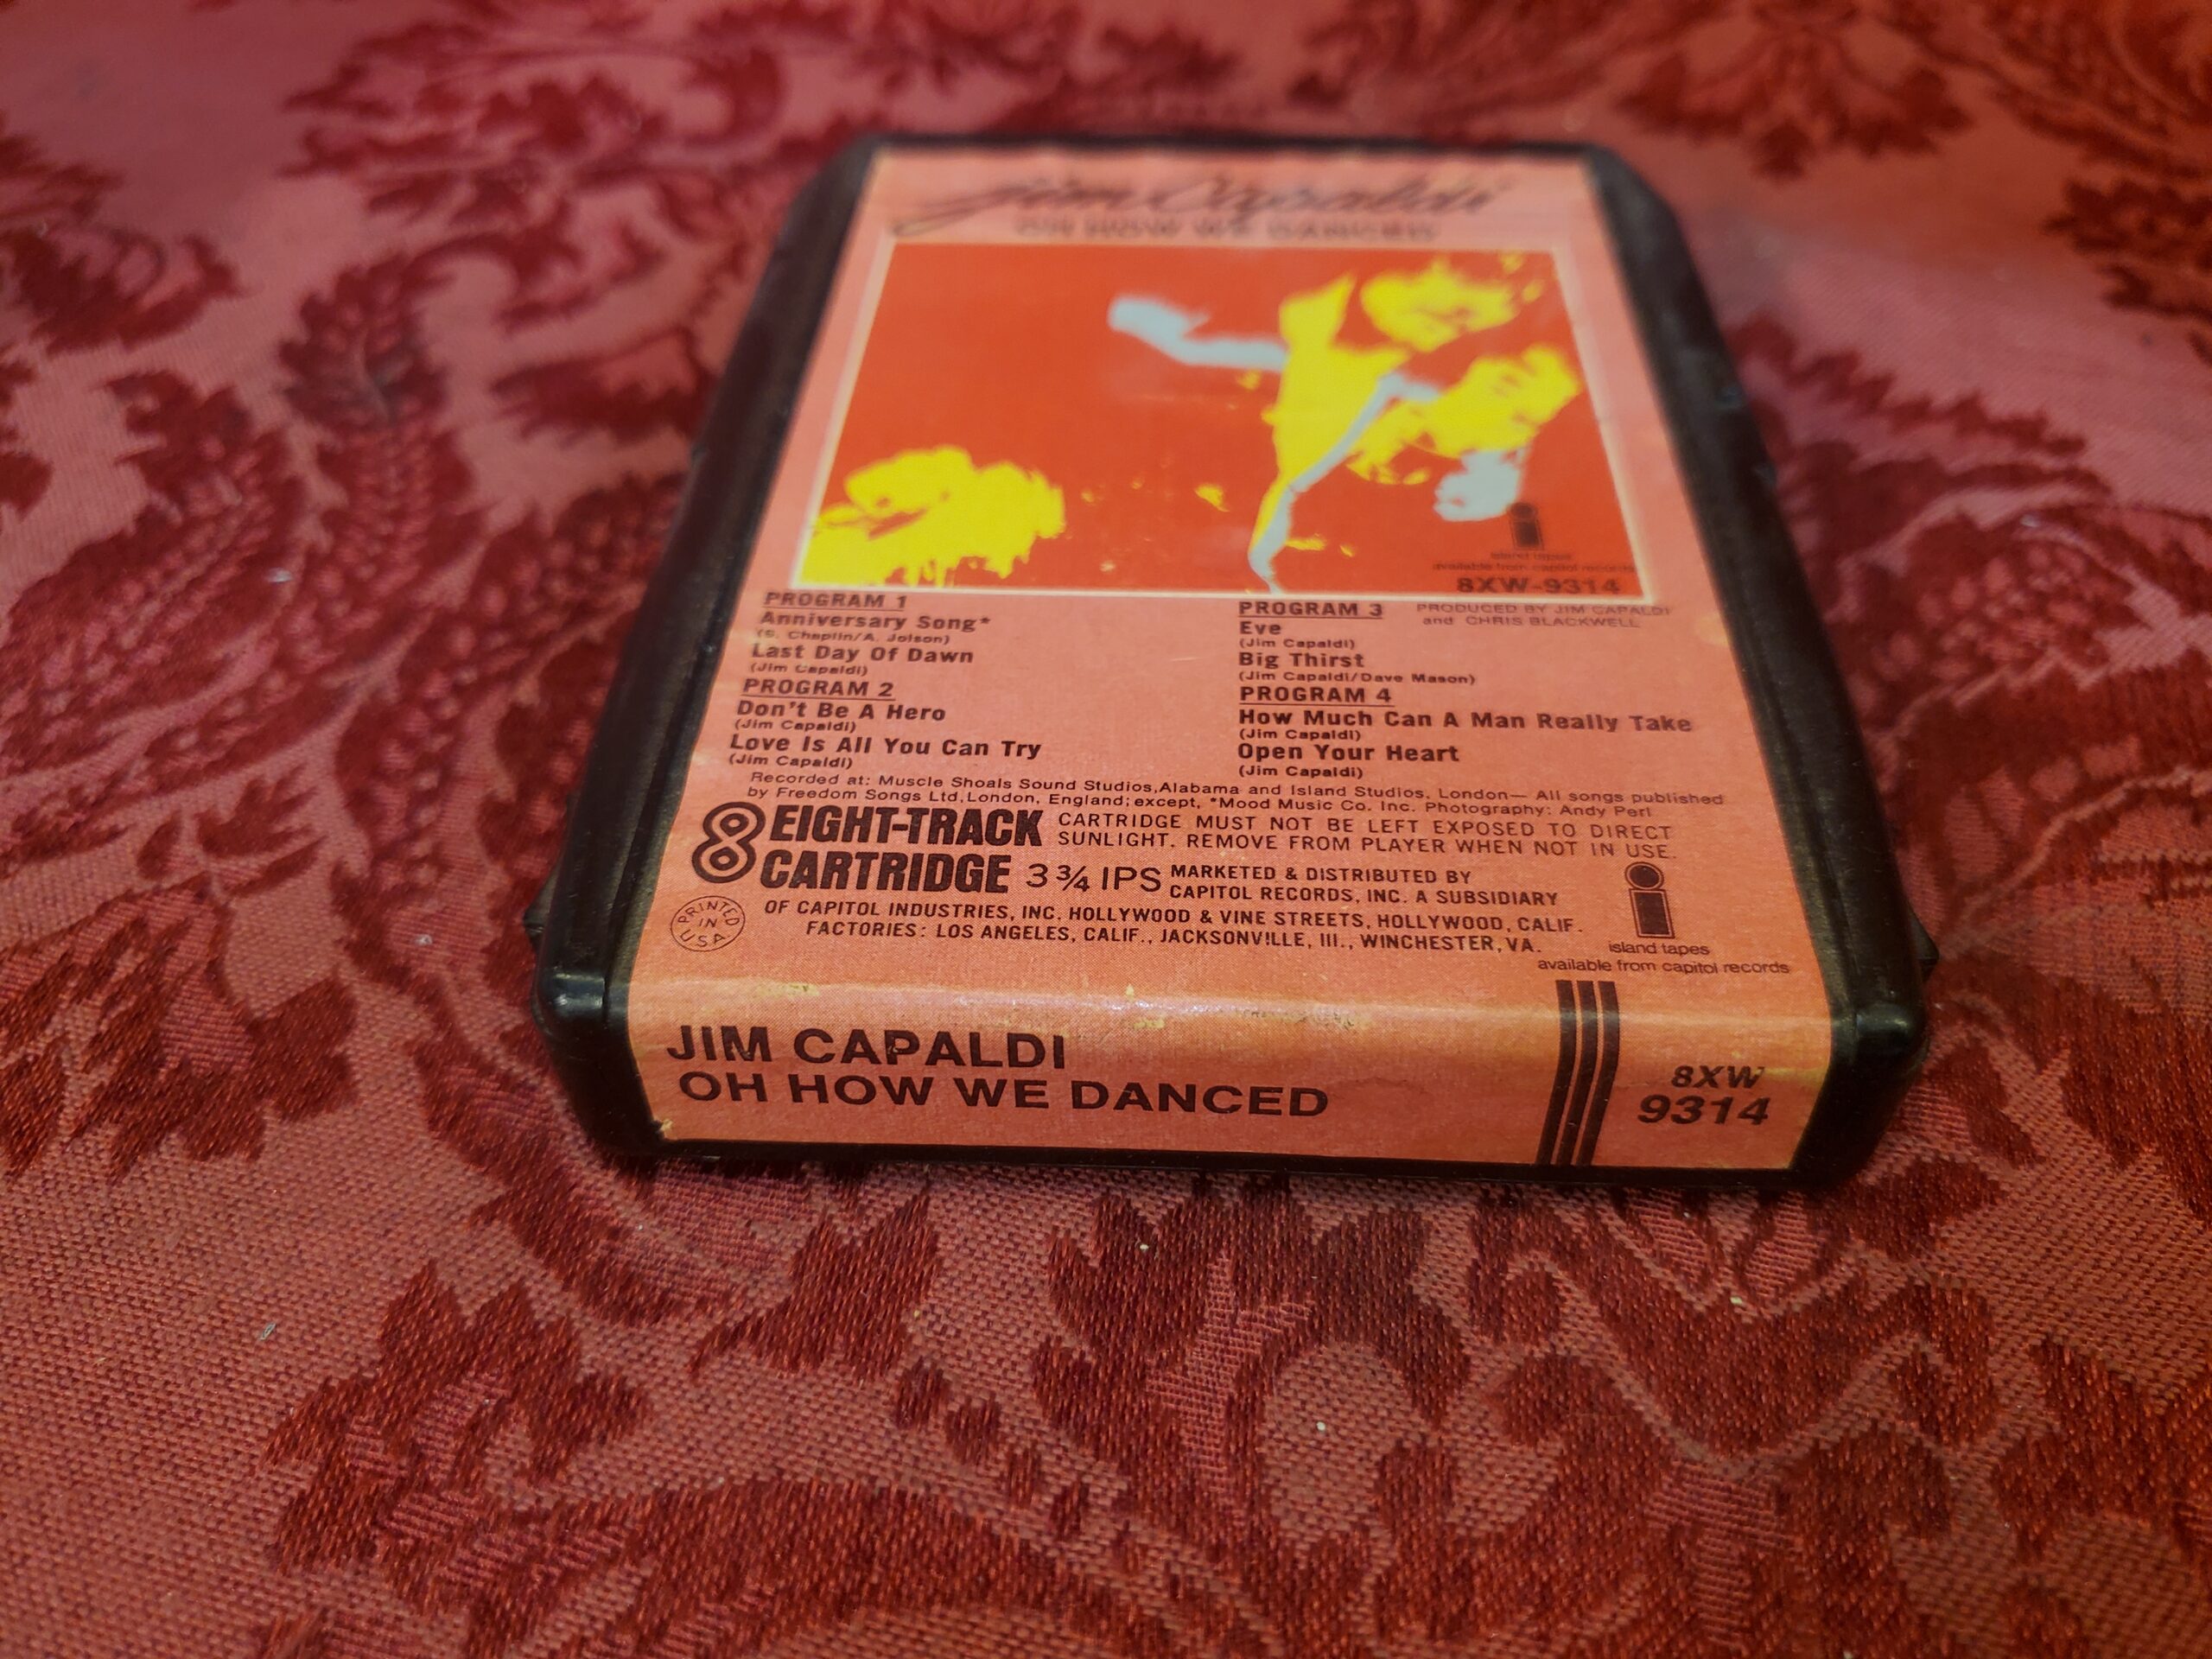 Jim Capaldi
OH HOW WE DANCED
island tapes
available from capitol records
8XW-9314
PROGRAM 1
Anniversary Song*
(S. Chaplin/A. Jolson)
Last Day Of Dawn
(Jim Capaldi)
PROGRAM 2
Don't Be A Hero
(Jim Capaldi)
Love Is All You Can Try
(Jim Capaldi)
PROGRAM 3
PRODUCED BY JIM CAPALDI
and CHRIS BLACKWELL
Eve
(Jim Capaldi)
Big Thirst
(Jim Capaldi/Dave Mason)
PROGRAM 4
How Much Can A Man Really Take
(Jim Capaldi)
Open Your Heart
(Jim Capaldi)
Recorded at: Muscle Shoals Sound Studios, Alabama and Island Studios, London— All songs published
by Freedom Songs Ltd, London, England; except, *Mood Music Co. Inc. Photography: Andy Perl
8 EIGHT-TRACK
CARTRIDGE 3¾ IPS
CARTRIDGE MUST NOT BE LEFT EXPOSED TO DIRECT
SUNLIGHT. REMOVE FROM PLAYER WHEN NOT IN USE.
MARKETED & DISTRIBUTED BY
CAPITOL RECORDS, INC. A SUBSIDIARY
OF CAPITOL INDUSTRIES, INC. HOLLYWOOD & VINE STREETS, HOLLYWOOD, CALIF.
FACTORIES: LOS ANGELES, CALIF., JACKSONVILLE, Ill., WINCHESTER, VA.
PRINTED
IN
USA
i
island tapes
available from capitol records
JIM CAPALDI
OH HOW WE DANCED
8XW
9314